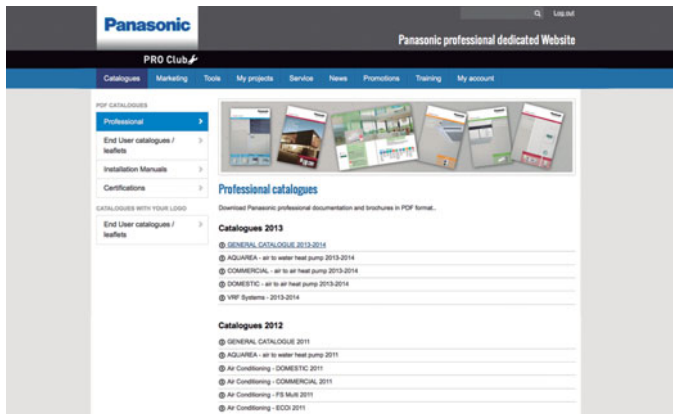 Log out
Panasonic
Panasonic professional dedicated Website
PRO Club
Catalogues Marketing Tools My projects Service News Promotions Training My account
PDF CATALOGUES
Professional
End User catalogues /
leaflets
Installation Manuals
Certifications
CATALOGUES WITH YOUR LOGO
End User catalogues /
leaflets
Professional catalogues
Download Panasonic professional documentation and brochures in PDF format..
Catalogues 2013
GENERAL CATALOGUE 2013-2014
AQUAREA - air to water heat pump 2013-2014
COMMERCIAL - air to air heat pump 2013-2014
DOMESTIC - air to air heat pump 2013-2014
VRF Systems - 2013-2014
Catalogues 2012
GENERAL CATALOGUE 2011
AQUAREA - air to water heat pump 2011
Air Conditioning - DOMESTIC 2011
Air Conditioning - COMMERCIAL 2011
Air Conditioning - FS Multi 2011
Air Conditioning - ECOI 2011